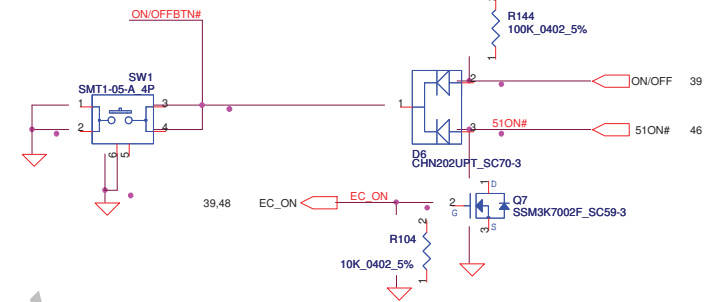 ON/OFFBTN#
R144
100K_0402_5%
1
SW1
SMT1-05-A_4P
1
3
2
4
6
5
1
2
ON/OFF
39
3
51ON#
51ON#
46
D6
CHN202UPT_SC70-3
39,48
EC_ON
EC_ON
1
D
2
G
Q7
SSM3K7002F_SC59-3
3
S
2
R104
10K_0402_5%
1